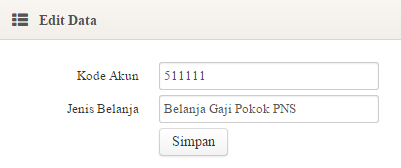 Edit Data
Kode Akun 511111
Jenis Belanja Belanja Gaji Pokok PNS
Simpan